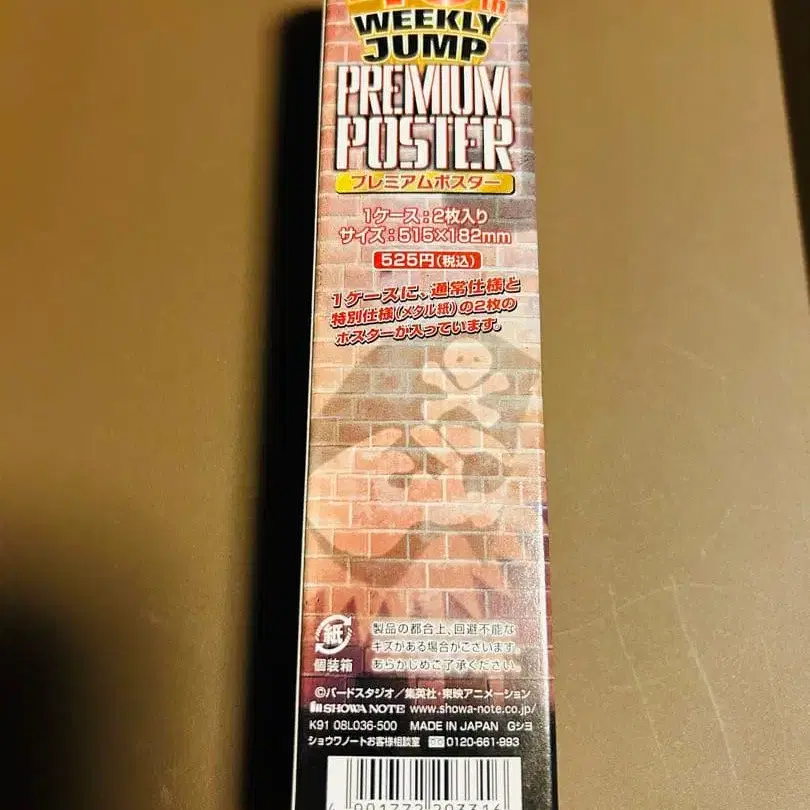 th
WEEKLY
JUMP
PREMIUM
POSTER
プレミアムポスター
1ケース:2枚入り
サイズ:515×182mm
525円(税込)
1ケースに、通常仕様と
特別仕様(メタル紙)の2枚の
ポスターが入っています。
紙
個装箱
製品の都合上、回避不能な
キズがある場合がございます。
あらかじめご了承ください。
©バードスタジオ/集英社・東映アニメーション
SHOWA NOTE www.showa-note.co.jp/
K91 08L036-500 MADE IN JAPAN Gシヨ
ショウワノートお客様相談室 0120-661-993
4 901772 203316